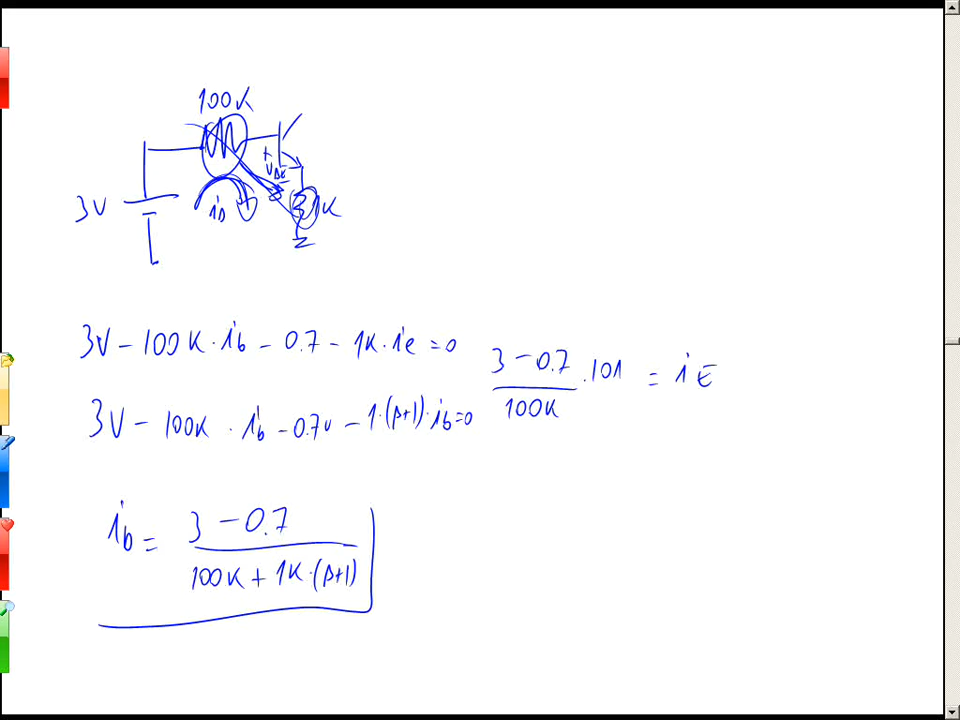 100K
+
VBE
-
3V
ib
1K
3V - 100K · ib - 0.7 - 1K · ie = 0
3 - 0.7 / 100K · 101 = iE
3V - 100K · ib - 0.7V - 1·(β+1)·ib = 0
ib = 3 - 0.7 / 100K + 1K·(β+1)